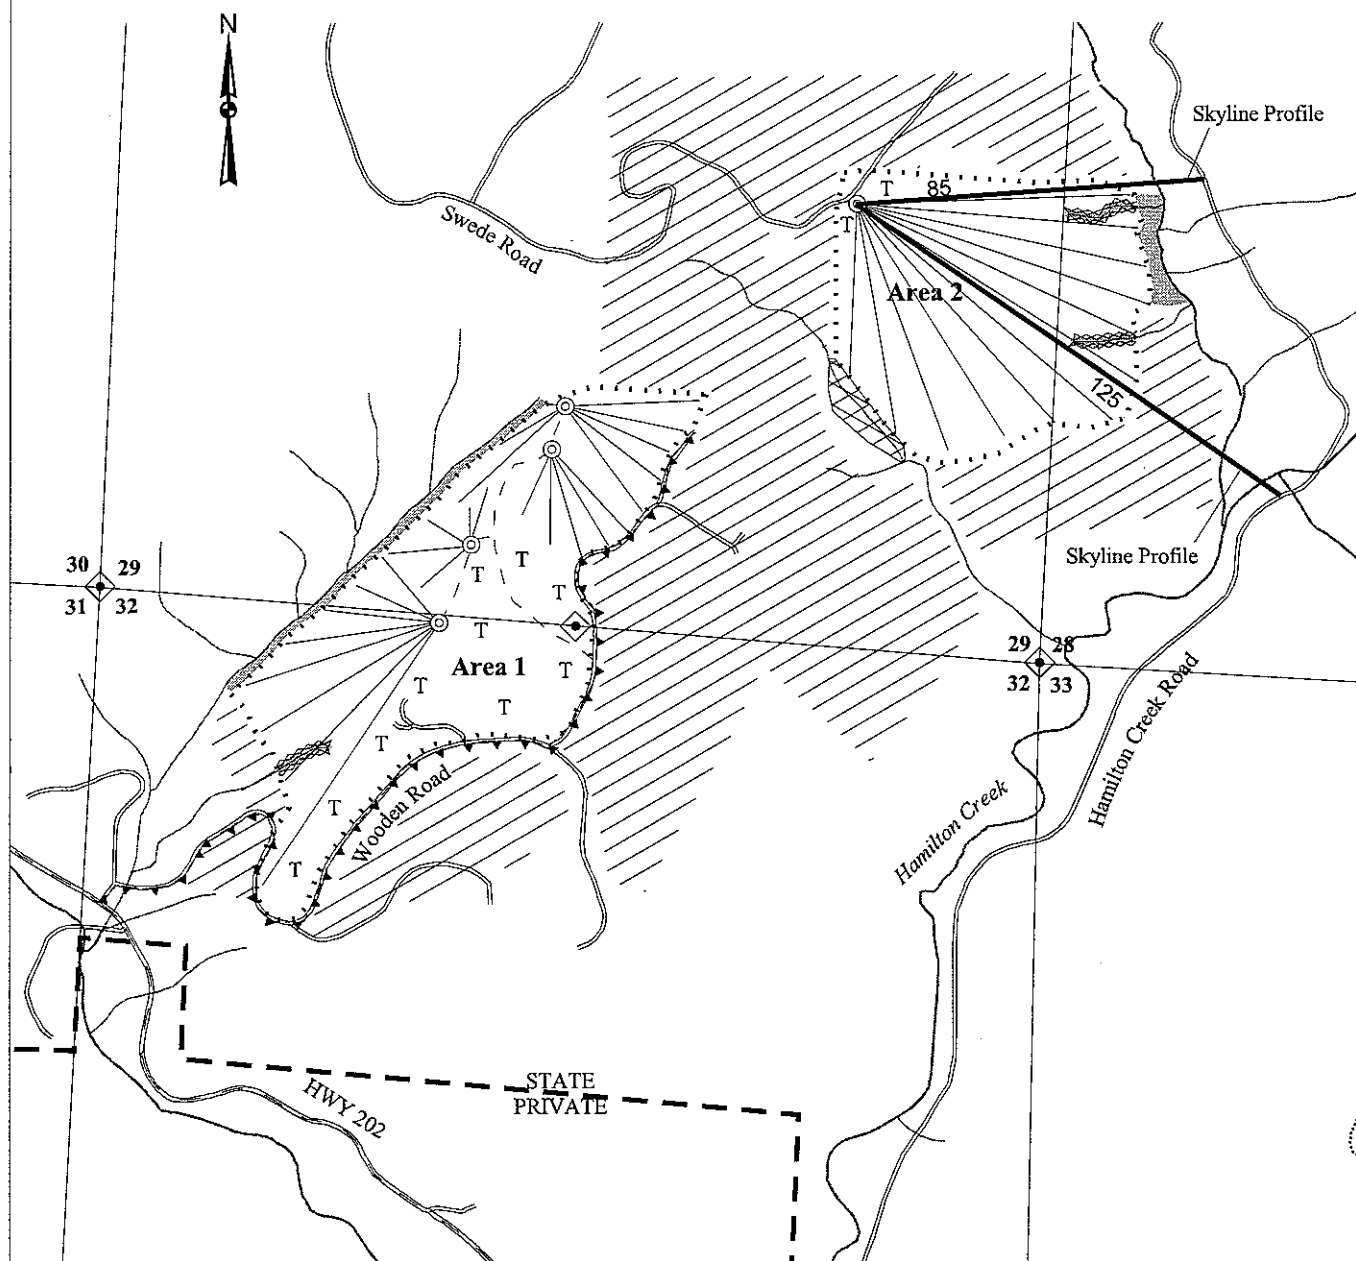 N
Skyline Profile
T
85
T
Swede Road
Area 2
125
Skyline Profile
30 29
31 32
T
T
T
T
Area 1
T
T
T
29 28
32 33
T
Hamilton Creek Road
Wooden Road
T
Hamilton Creek
T
STATE
PRIVATE
HWY 202